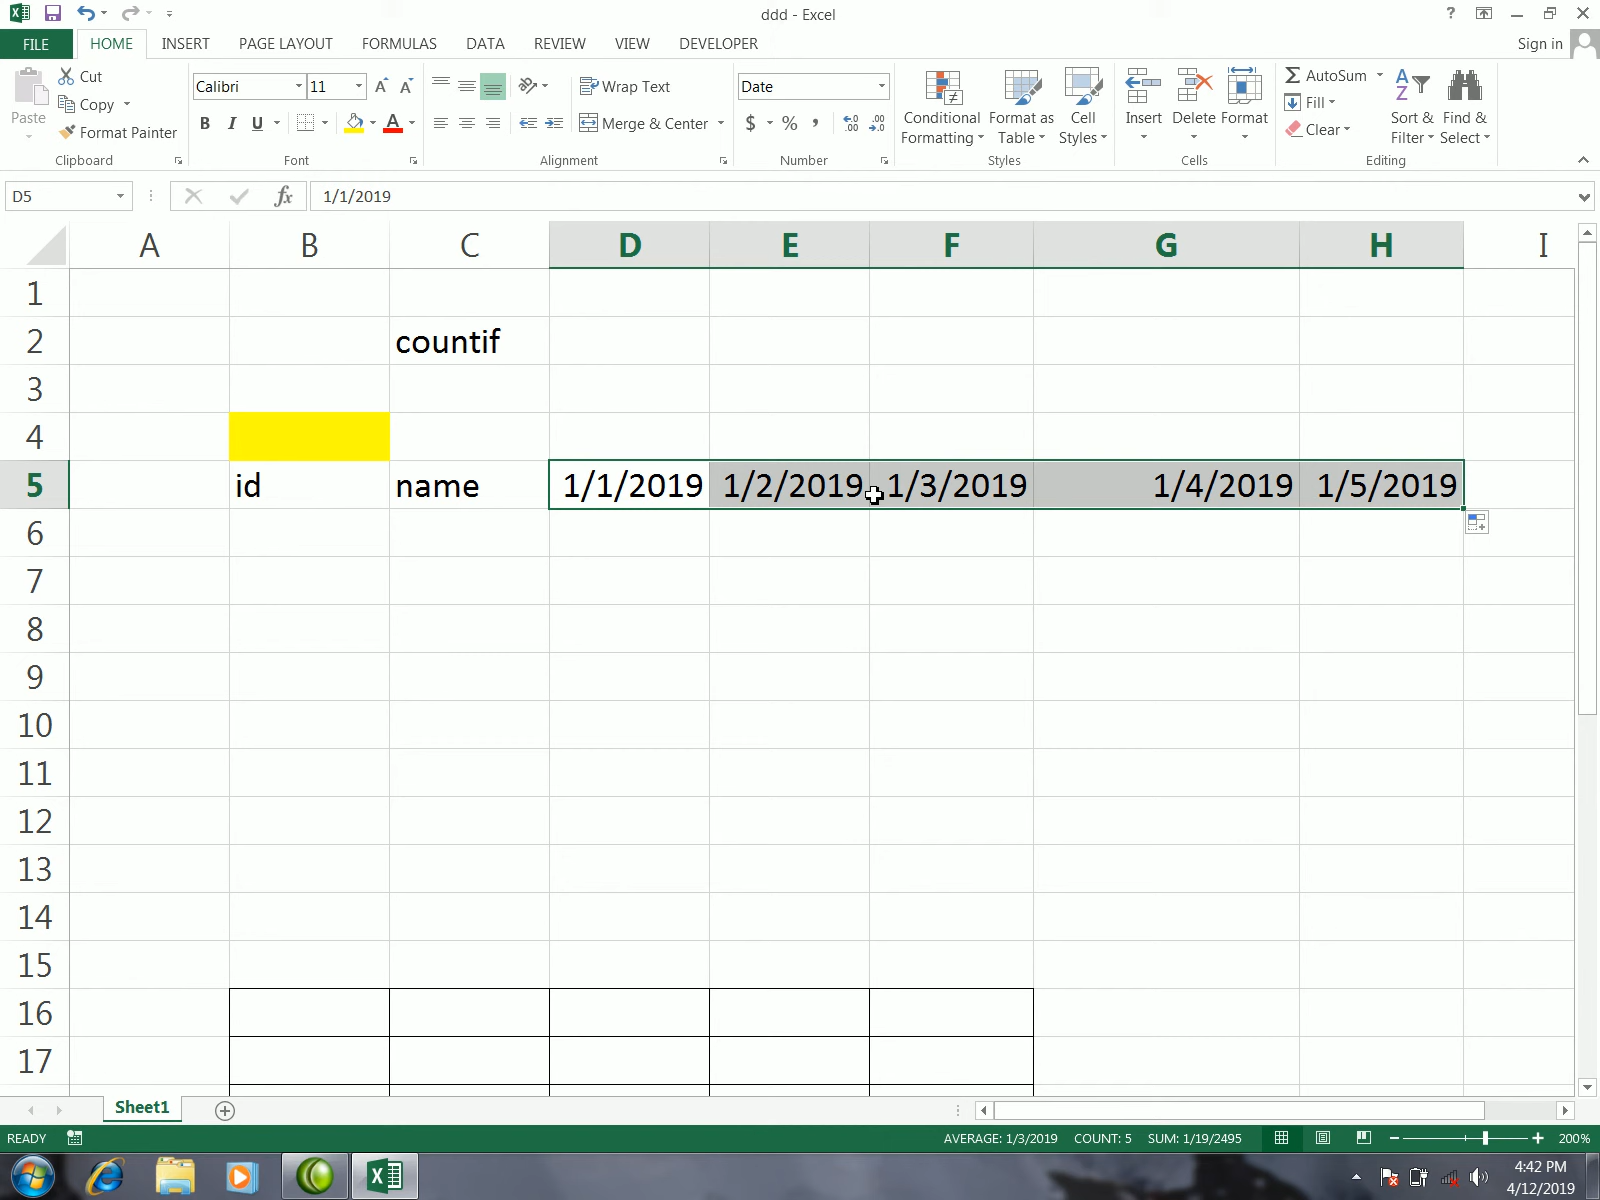 ddd - Excel
?
FILE HOME INSERT PAGE LAYOUT FORMULAS DATA REVIEW VIEW DEVELOPER Sign in
Paste Cut Copy Format Painter
Calibri 11
B I U A
Wrap Text
Merge & Center
Date
$ % ,
Conditional Formatting Format as Table Cell Styles
Insert Delete Format
AutoSum
Fill
Clear
Sort & Filter Find & Select
Clipboard Font Alignment Number Styles Cells Editing
D5 fx 1/1/2019
A B C D E F G H I
1
2 countif
3
4
5 id name 1/1/2019 1/2/2019 1/3/2019 1/4/2019 1/5/2019
6
7
8
9
10
11
12
13
14
15
16
17
Sheet1
READY AVERAGE: 1/3/2019 COUNT: 5 SUM: 1/19/2495 200%
4:42 PM
4/12/2019